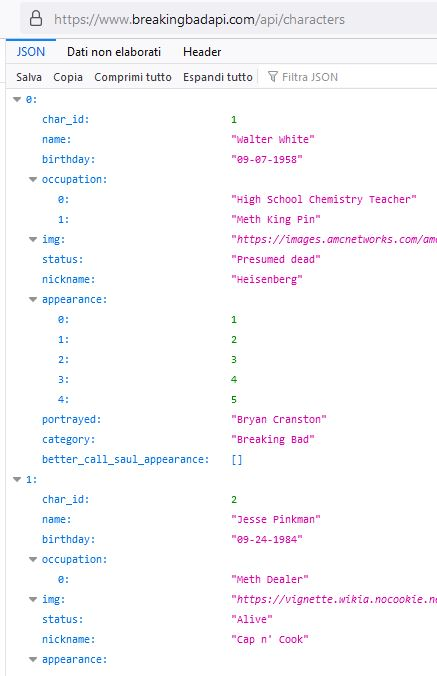 https://www.breakingbadapi.com/api/characters
JSON Dati non elaborati Header
Salva Copia Comprimi tutto Espandi tutto Filtra JSON
0:
char_id: 1
name: "Walter White"
birthday: "09-07-1958"
occupation:
0: "High School Chemistry Teacher"
1: "Meth King Pin"
img: "https://images.amcnetworks.com/amc
status: "Presumed dead"
nickname: "Heisenberg"
appearance:
0: 1
1: 2
2: 3
3: 4
4: 5
portrayed: "Bryan Cranston"
category: "Breaking Bad"
better_call_saul_appearance: []
1:
char_id: 2
name: "Jesse Pinkman"
birthday: "09-24-1984"
occupation:
0: "Meth Dealer"
img: "https://vignette.wikia.nocookie.ne
status: "Alive"
nickname: "Cap n' Cook"
appearance: